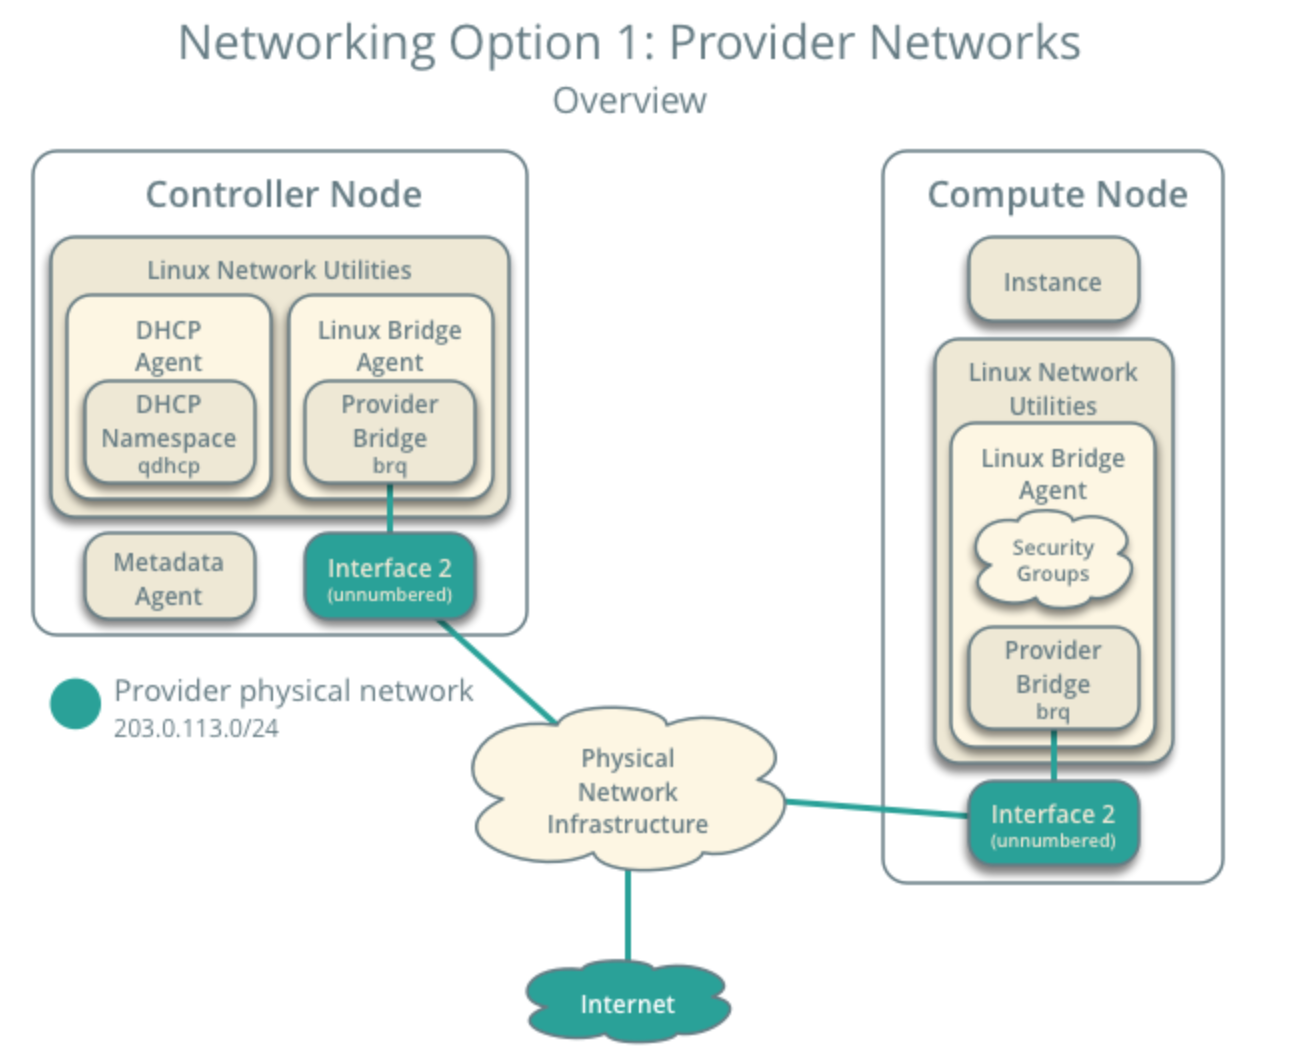 Networking Option 1: Provider Networks
Overview
Controller Node
Linux Network Utilities
DHCP
Agent
DHCP
Namespace
qdhcp
Linux Bridge
Agent
Provider
Bridge
brq
Metadata
Agent
Interface 2
(unnumbered)
Provider physical network
203.0.113.0/24
Physical
Network
Infrastructure
Internet
Compute Node
Instance
Linux Network
Utilities
Linux Bridge
Agent
Security
Groups
Provider
Bridge
brq
Interface 2
(unnumbered)